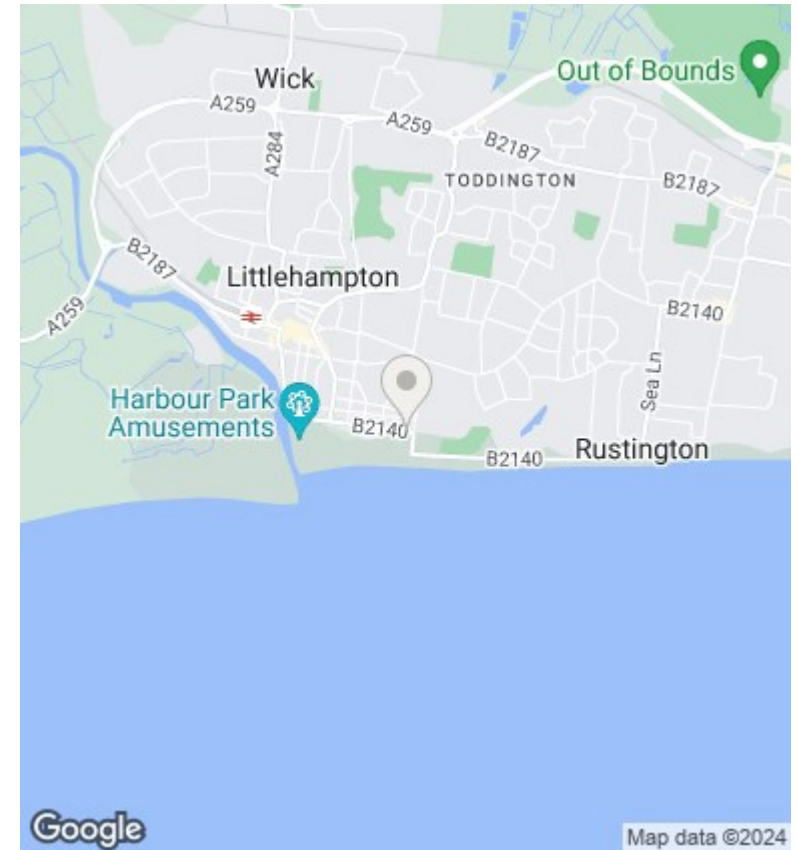 Wick
Out of Bounds
A259
A284
A259
B2187
TODDINGTON
B2187
B2187
Littlehampton
A259
B2140
Sea Ln
Harbour Park
Amusements
B2140
B2140
Rustington
Google
Map data ©2024